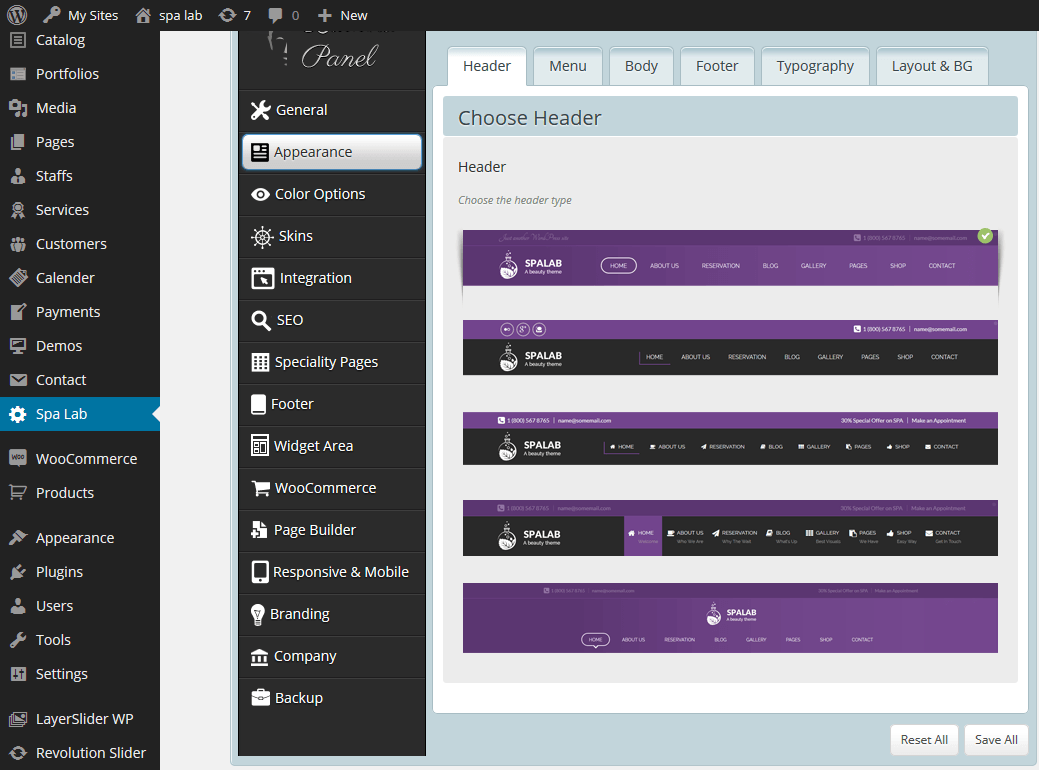 My Sites spa lab 7 0 New
Catalog
Portfolios
Media
Pages
Staffs
Services
Customers
Calender
Payments
Demos
Contact
Spa Lab
WooCommerce
Products
Appearance
Plugins
Users
Tools
Settings
LayerSlider WP
Revolution Slider
Panel
General
Appearance
Color Options
Skins
Integration
SEO
Speciality Pages
Footer
Widget Area
WooCommerce
Page Builder
Responsive & Mobile
Branding
Company
Backup
Header Menu Body Footer Typography Layout & BG
Choose Header
Header
Choose the header type
Just another WordPress site 1 (800) 567 8765 | name@somemail.com
SPALAB
A beauty theme
HOME ABOUT US RESERVATION BLOG GALLERY PAGES SHOP CONTACT
1 (800) 567 8765 | name@somemail.com
SPALAB
A beauty theme
HOME ABOUT US RESERVATION BLOG GALLERY PAGES SHOP CONTACT
1 (800) 567 8765 | name@somemail.com 30% Special Offer on SPA | Make an Appointment
SPALAB
A beauty theme
HOME ABOUT US RESERVATION BLOG GALLERY PAGES SHOP CONTACT
1 (800) 567 8765 | name@somemail.com 30% Special Offer on SPA | Make an Appointment
SPALAB
A beauty theme
HOME ABOUT US RESERVATION BLOG GALLERY PAGES SHOP CONTACT
Welcome Who We Are Why The Wait What's Up Best Visuals We Have Easy Way Get In Touch
1 (800) 567 8765 | name@somemail.com 30% Special Offer on SPA | Make an Appointment
SPALAB
A beauty theme
HOME ABOUT US RESERVATION BLOG GALLERY PAGES SHOP CONTACT
Reset All Save All